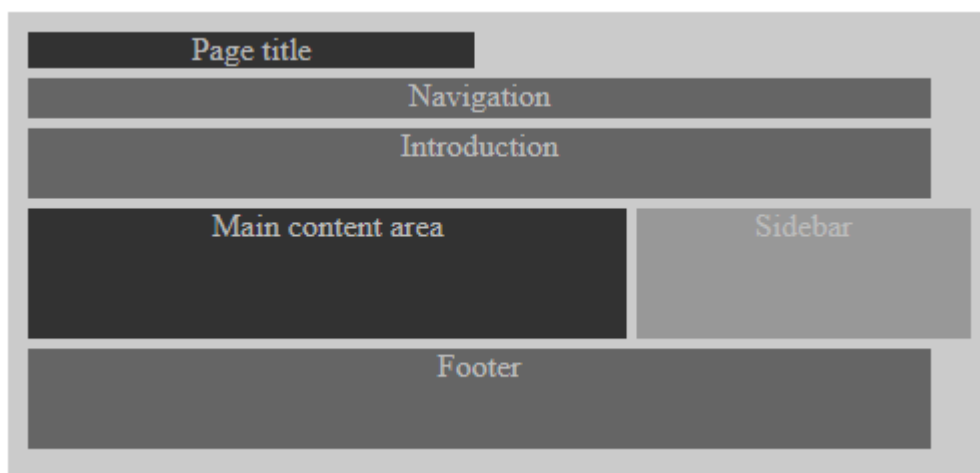 Page title
Navigation
Introduction
Main content area
Sidebar
Footer